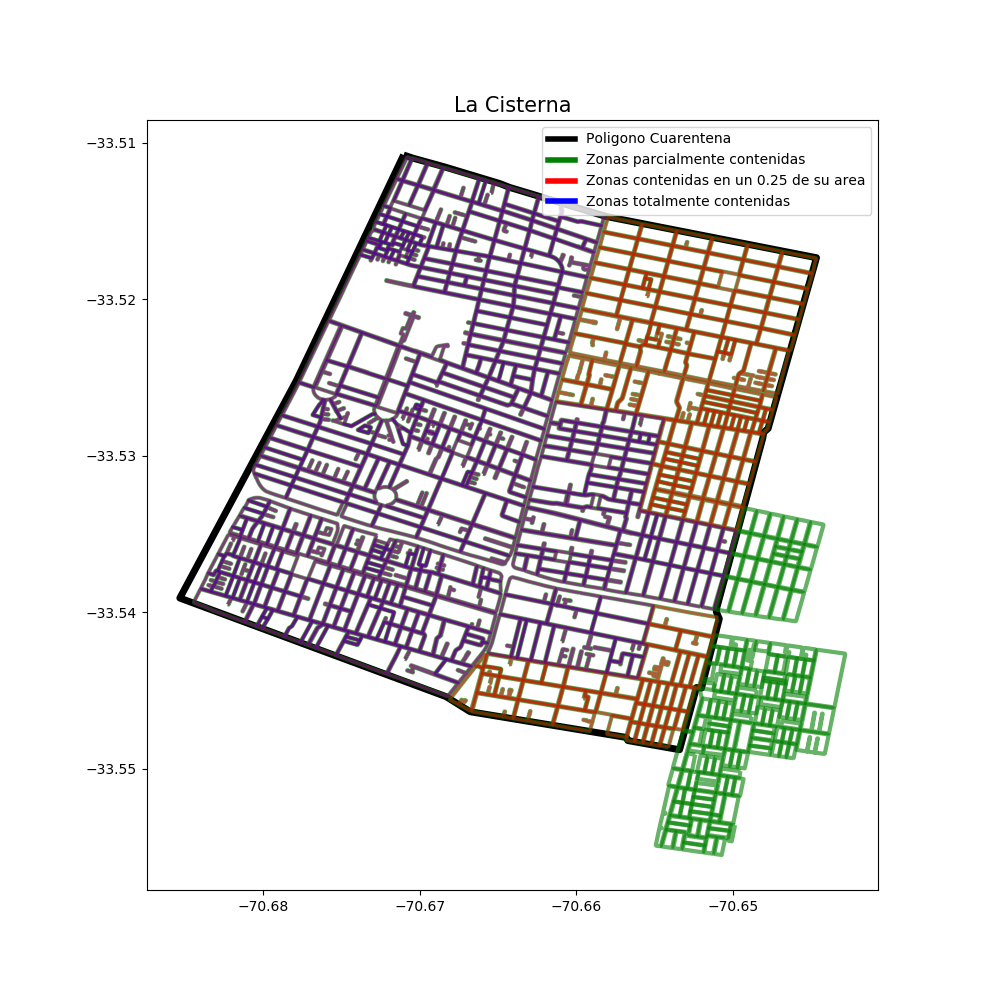 La Cisterna
Poligono Cuarentena
Zonas parcialmente contenidas
Zonas contenidas en un 0.25 de su area
Zonas totalmente contenidas
−33.51
−33.52
−33.53
−33.54
−33.55
−70.68
−70.67
−70.66
−70.65